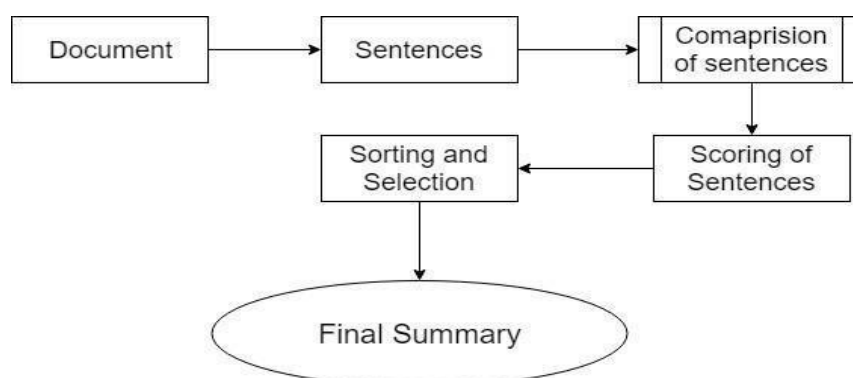 Document
Sentences
Comaprision
of sentences
Scoring of
Sentences
Sorting and
Selection
Final Summary